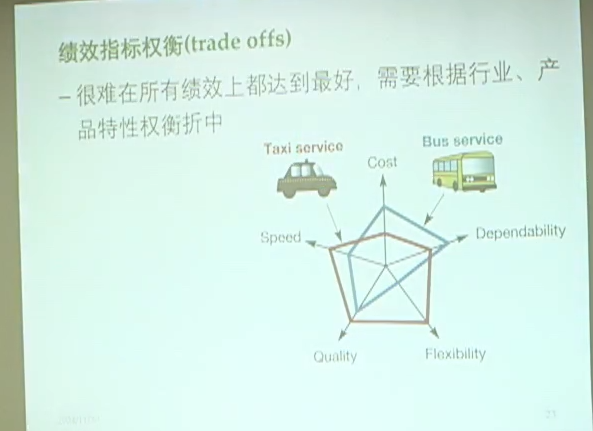 绩效指标权衡(trade offs)
– 很难在所有绩效上都达到最好，需要根据行业、产
品特性权衡折中
Taxi service
Bus service
Cost
Speed
Dependability
Quality
Flexibility